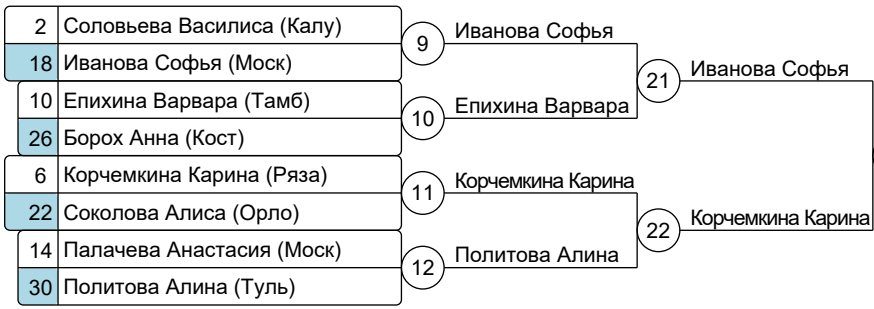 2 Соловьева Василиса (Калу)
18 Иванова Софья (Моск)
9 Иванова Софья
10 Епихина Варвара (Тамб)
26 Борох Анна (Кост)
10 Епихина Варвара
21 Иванова Софья
6 Корчемкина Карина (Ряза)
22 Соколова Алиса (Орло)
11 Корчемкина Карина
14 Палачева Анастасия (Моск)
30 Политова Алина (Туль)
12 Политова Алина
22 Корчемкина Карина